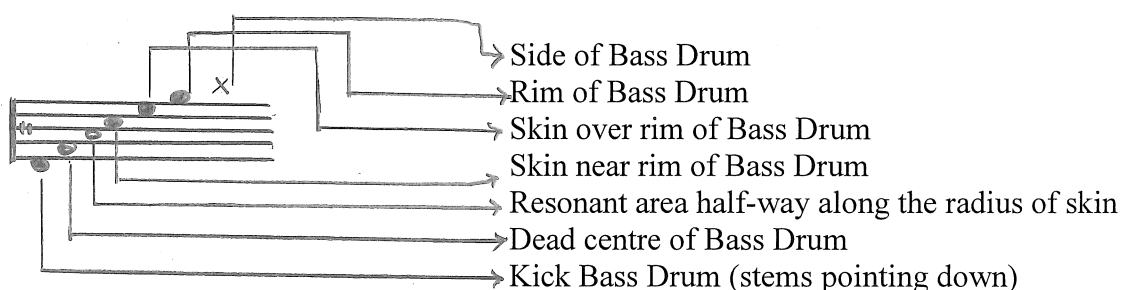 Side of Bass Drum
Rim of Bass Drum
Skin over rim of Bass Drum
Skin near rim of Bass Drum
Resonant area half-way along the radius of skin
Dead centre of Bass Drum
Kick Bass Drum (stems pointing down)